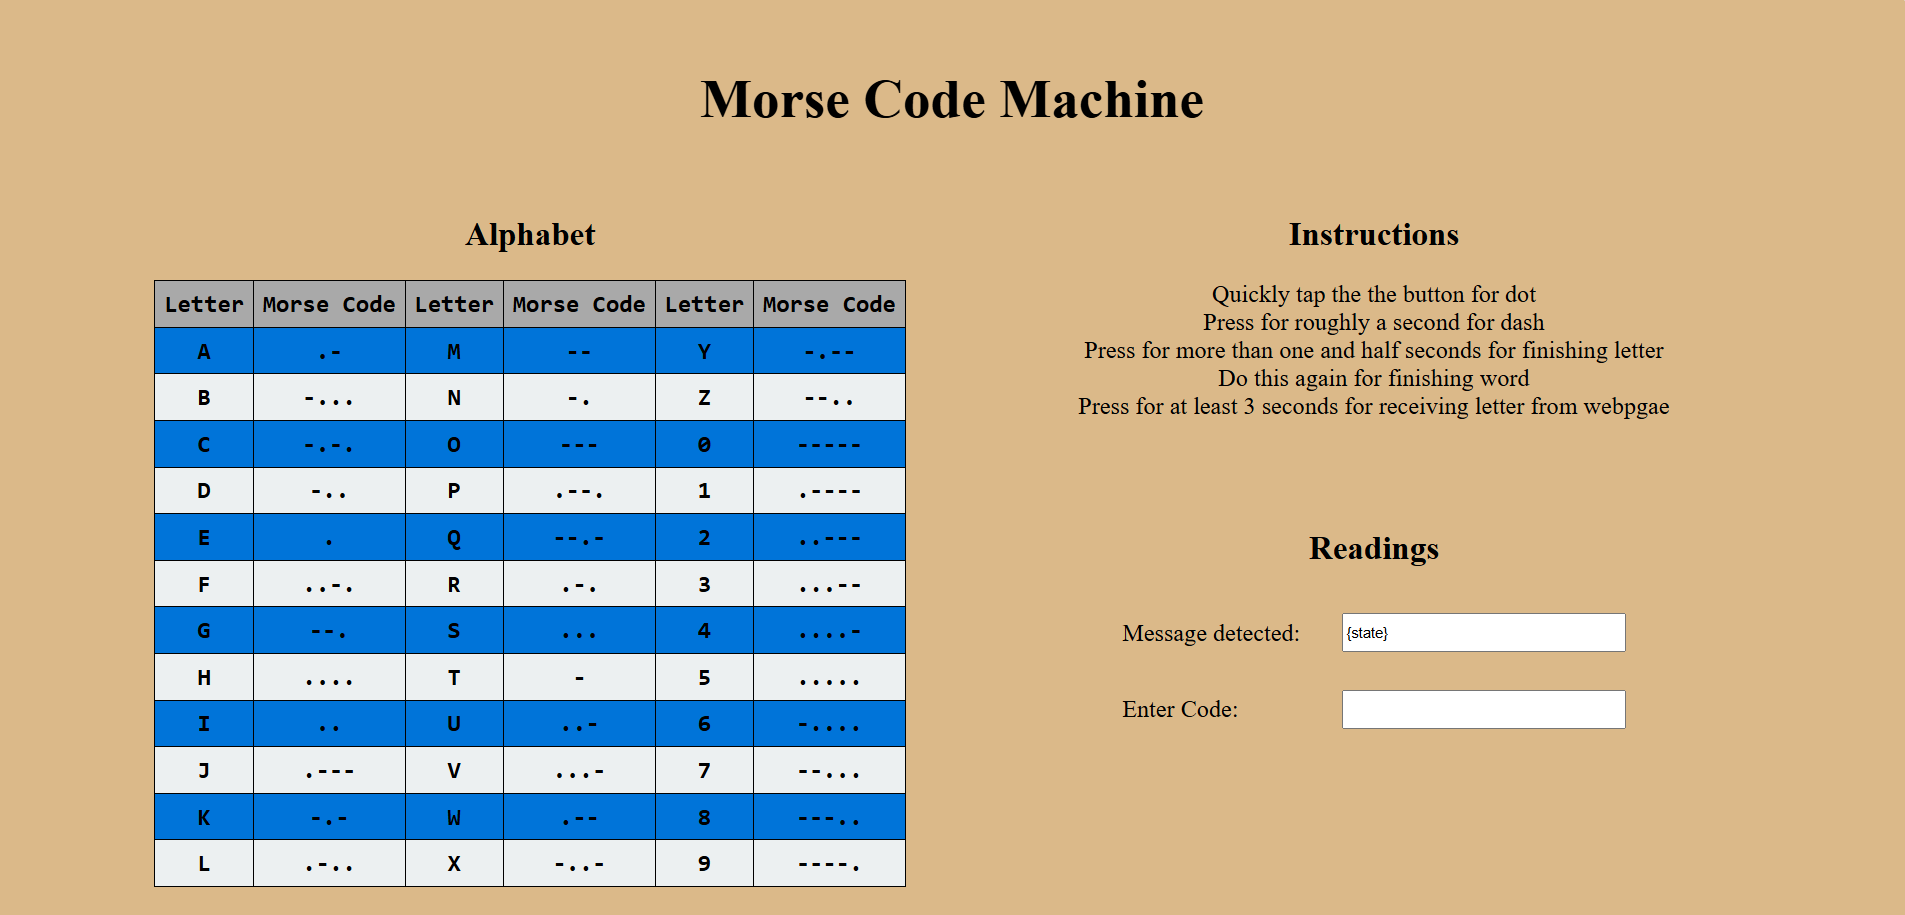 Morse Code Machine
Alphabet
Letter Morse Code Letter Morse Code Letter Morse Code
A .- M -- Y -.--
B -... N -. Z --..
C -.-. O --- 0 -----
D -.. P .--. 1 .----
E . Q --.- 2 ..---
F ..-. R .-. 3 ...--
G --. S ... 4 ....-
H .... T - 5 .....
I .. U ..- 6 -....
J .--- V ...- 7 --...
K -.- W .-- 8 ---..
L .-.. X -..- 9 ----.
Instructions
Quickly tap the the button for dot
Press for roughly a second for dash
Press for more than one and half seconds for finishing letter
Do this again for finishing word
Press for at least 3 seconds for receiving letter from webpgae
Readings
Message detected: {state}
Enter Code: